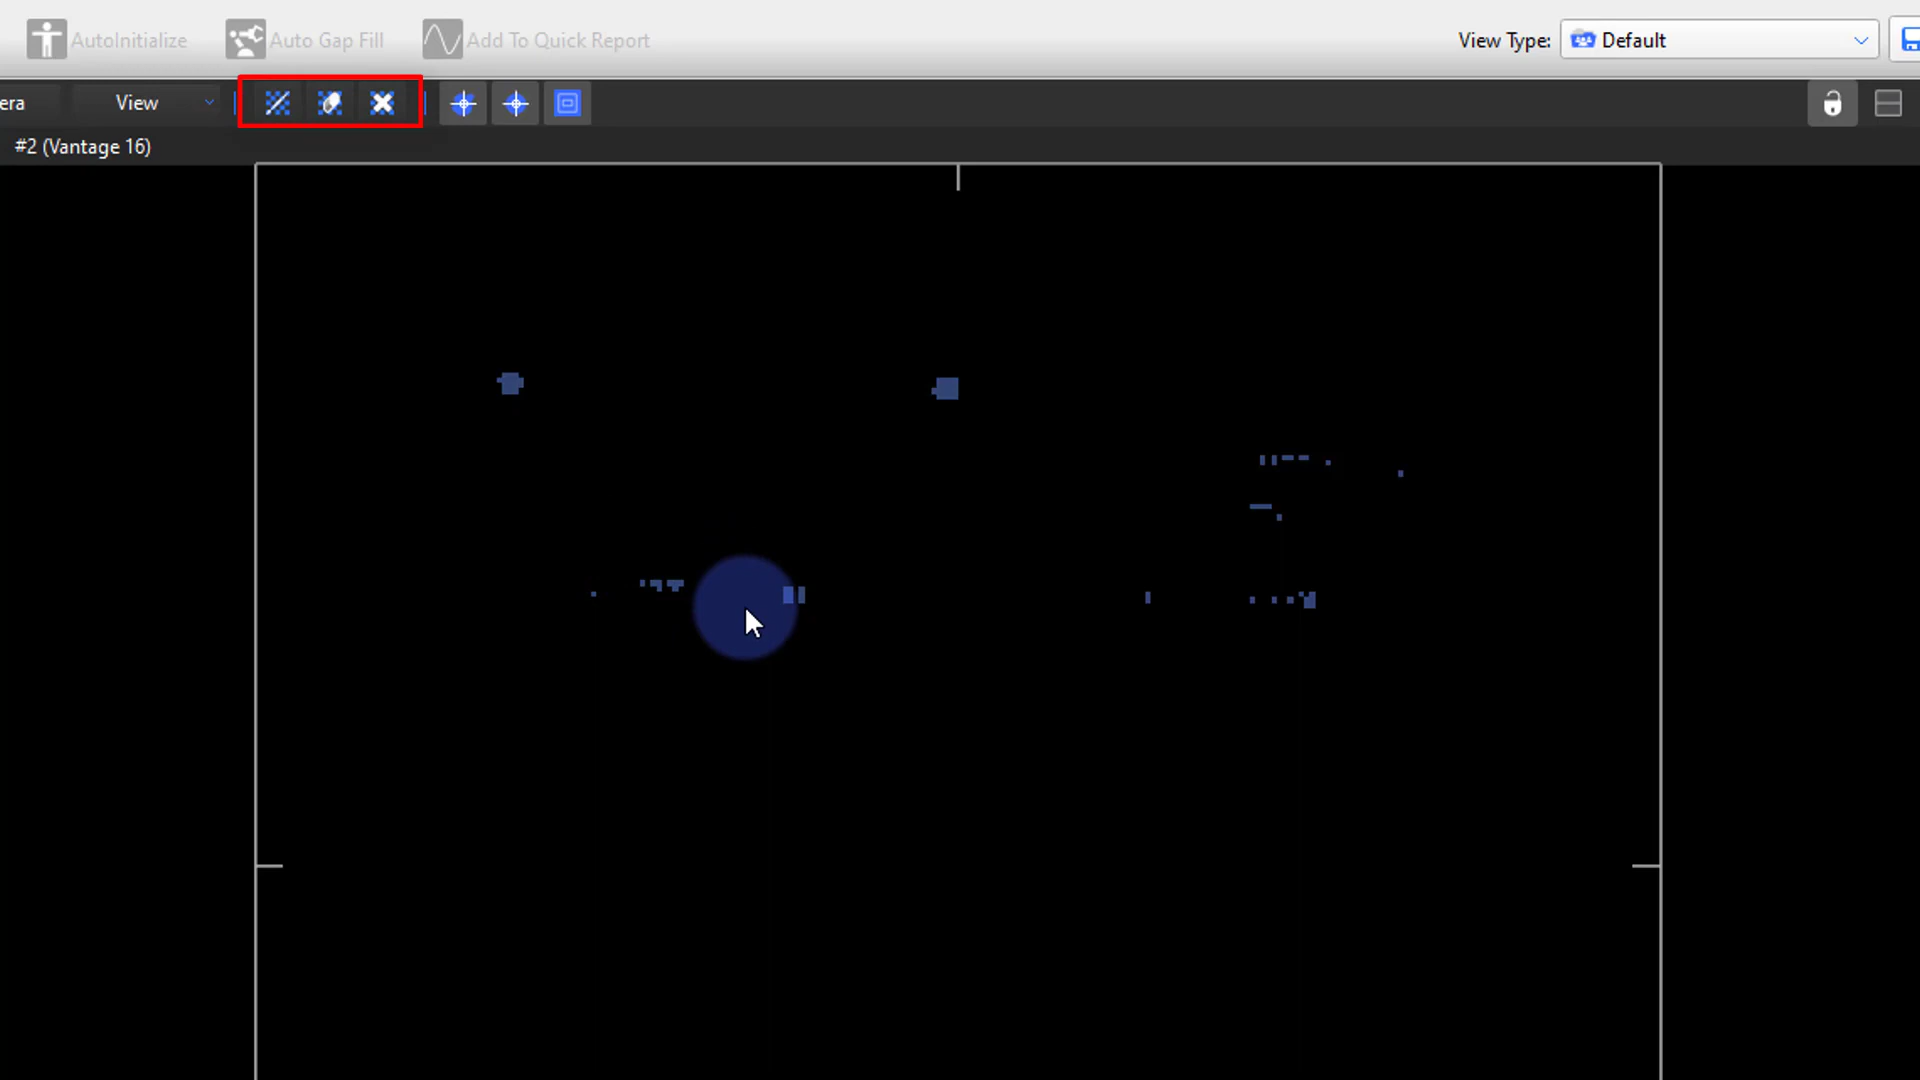 AutoInitialize Auto Gap Fill Add To Quick Report View Type: Default
era View
#2 (Vantage 16)